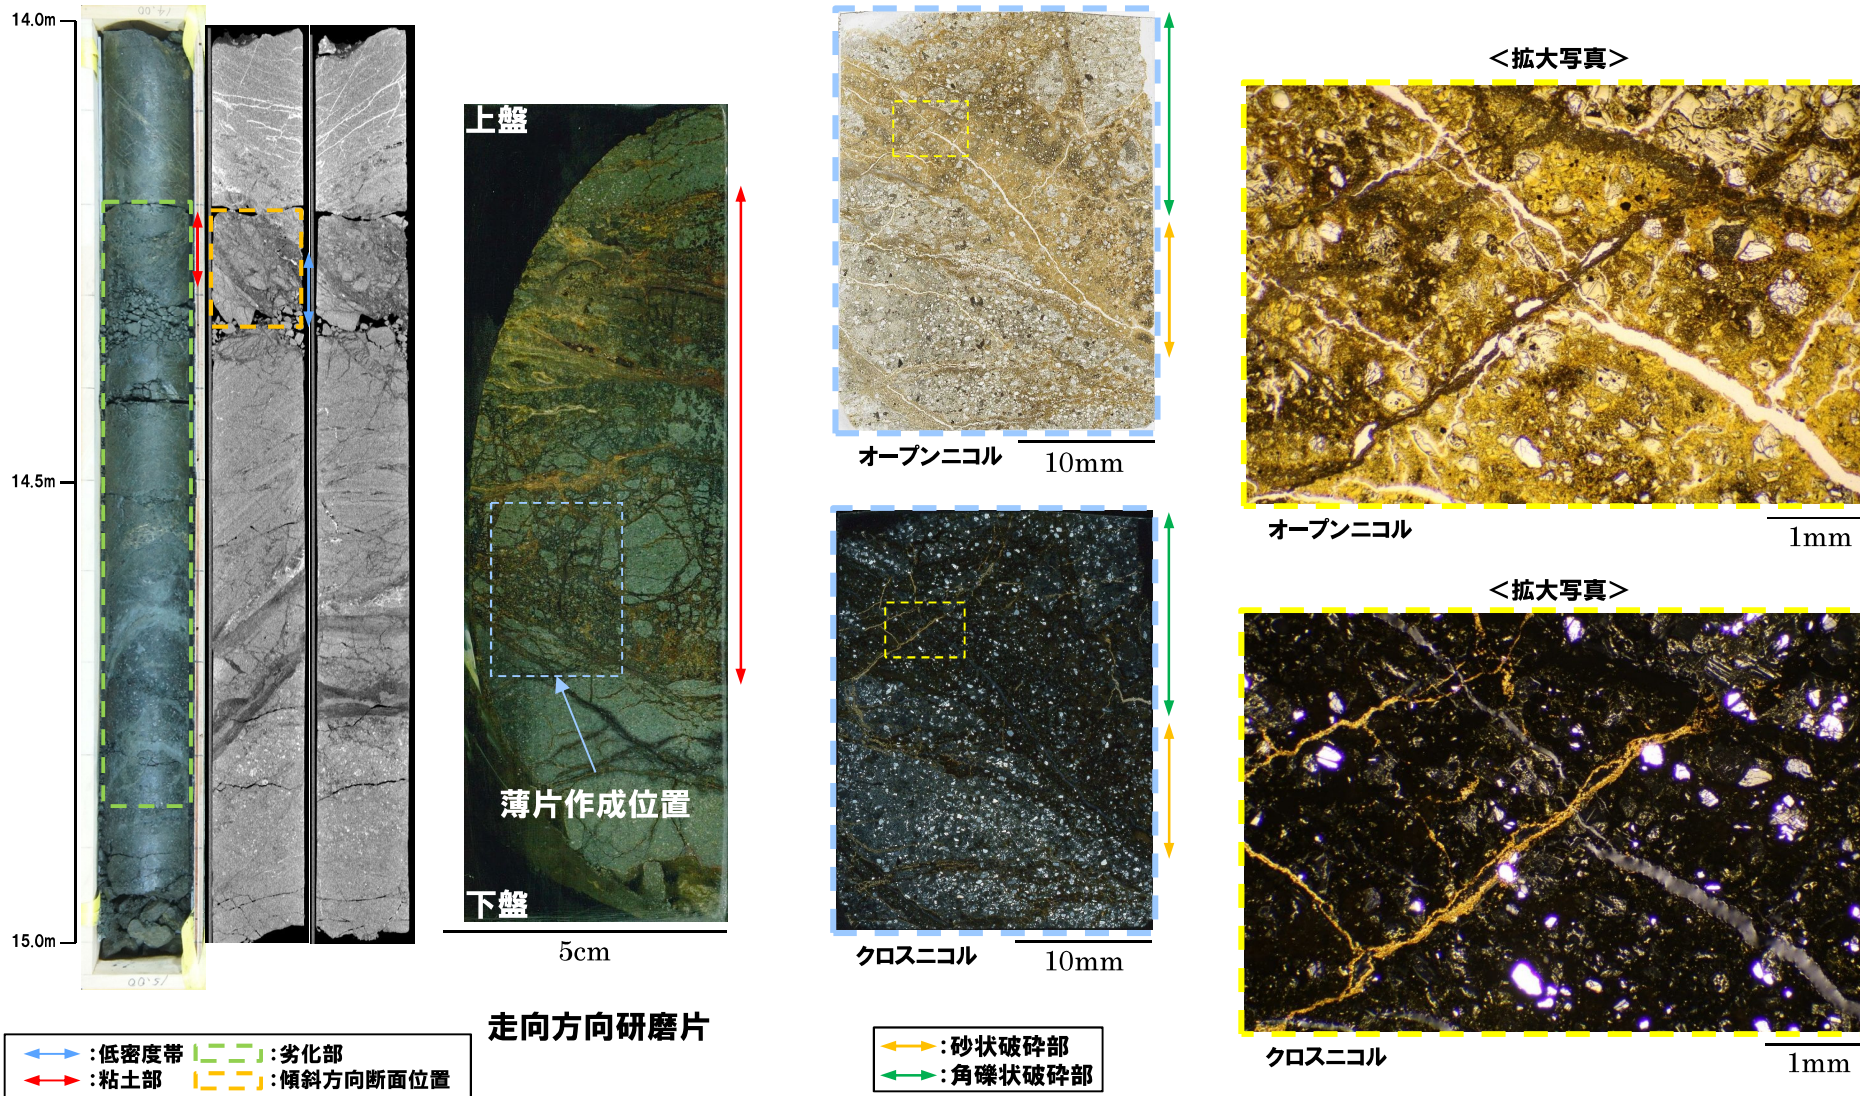 14.0m
14.00
14.5m
15.0m
15.00
上盤
薄片作成位置
下盤
5cm
走向方向研磨片
:低密度帯
:劣化部
:粘土部
:傾斜方向断面位置
オープンニコル
10mm
クロスニコル
10mm
:砂状破砕部
:角礫状破砕部
<拡大写真>
オープンニコル
1mm
<拡大写真>
クロスニコル
1mm